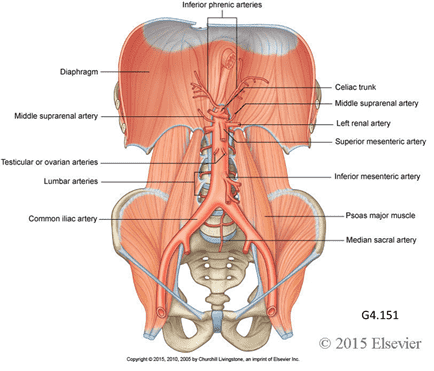 Inferior phrenic arteries
Diaphragm
Celiac trunk
Middle suprarenal artery
Middle suprarenal artery
Left renal artery
Superior mesenteric artery
Testicular or ovarian arteries
Inferior mesenteric artery
Lumbar arteries
Common iliac artery
Psoas major muscle
Median sacral artery
G4.151
© 2015 Elsevier
Copyright © 2015, 2010, 2005 by Churchill Livingstone, an imprint of Elsevier Inc.